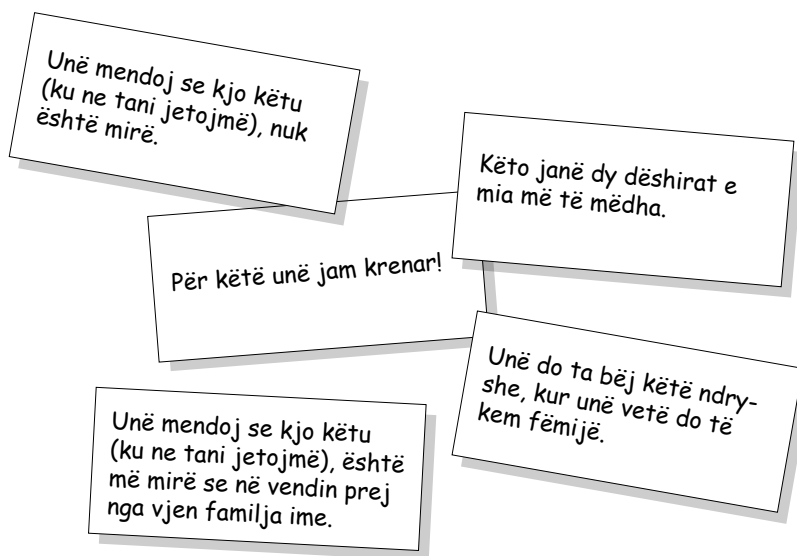 Unë mendoj se kjo këtu
(ku ne tani jetojmë), nuk
është mirë.
Këto janë dy dëshirat e
mia më të mëdha.
Për këtë unë jam krenar!
Unë do ta bëj këtë ndry-
she, kur unë vetë do të
kem fëmijë.
Unë mendoj se kjo këtu
(ku ne tani jetojmë), është
më mirë se në vendin prej
nga vjen familja ime.